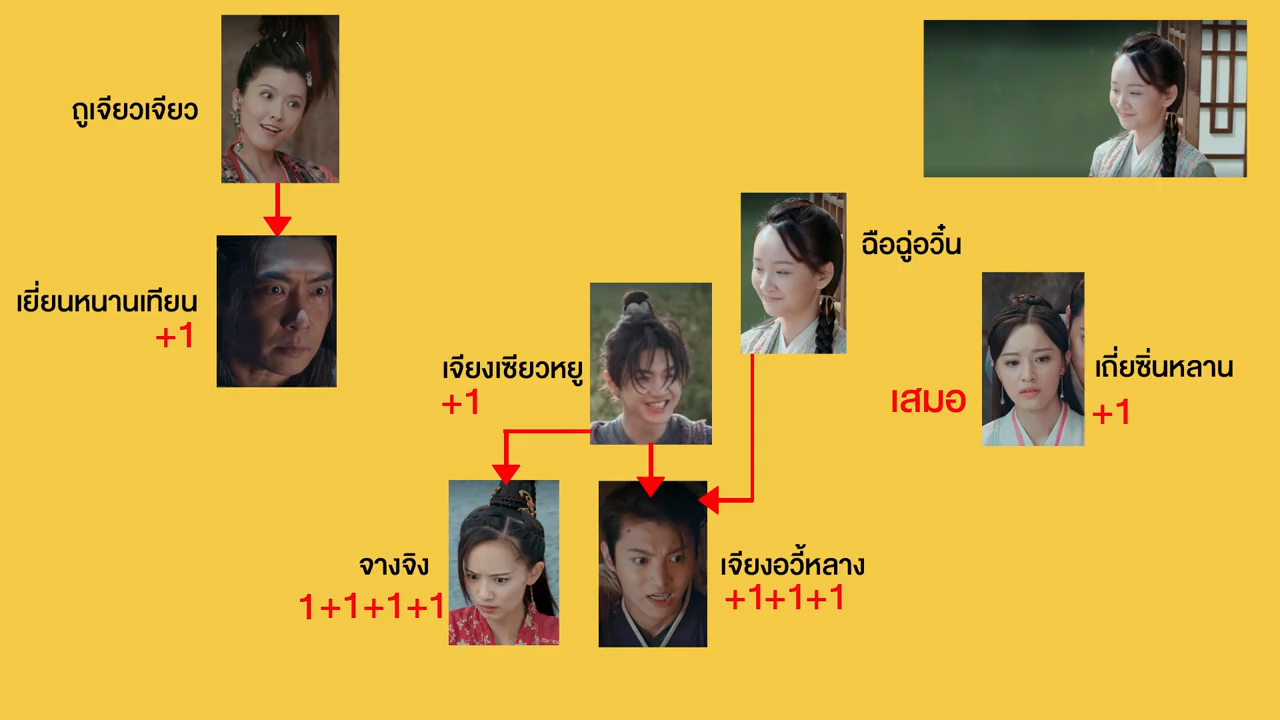 ถูเจียวเจียว
ฉือฉู่อวิ๋น
เยี่ยนหนานเทียน
+1
เจียงเซียวหยู
+1
เสมอ
เถี่ยซิ่นหลาน
+1
จางจิง
1+1+1+1
เจียงอวี้หลาง
+1+1+1